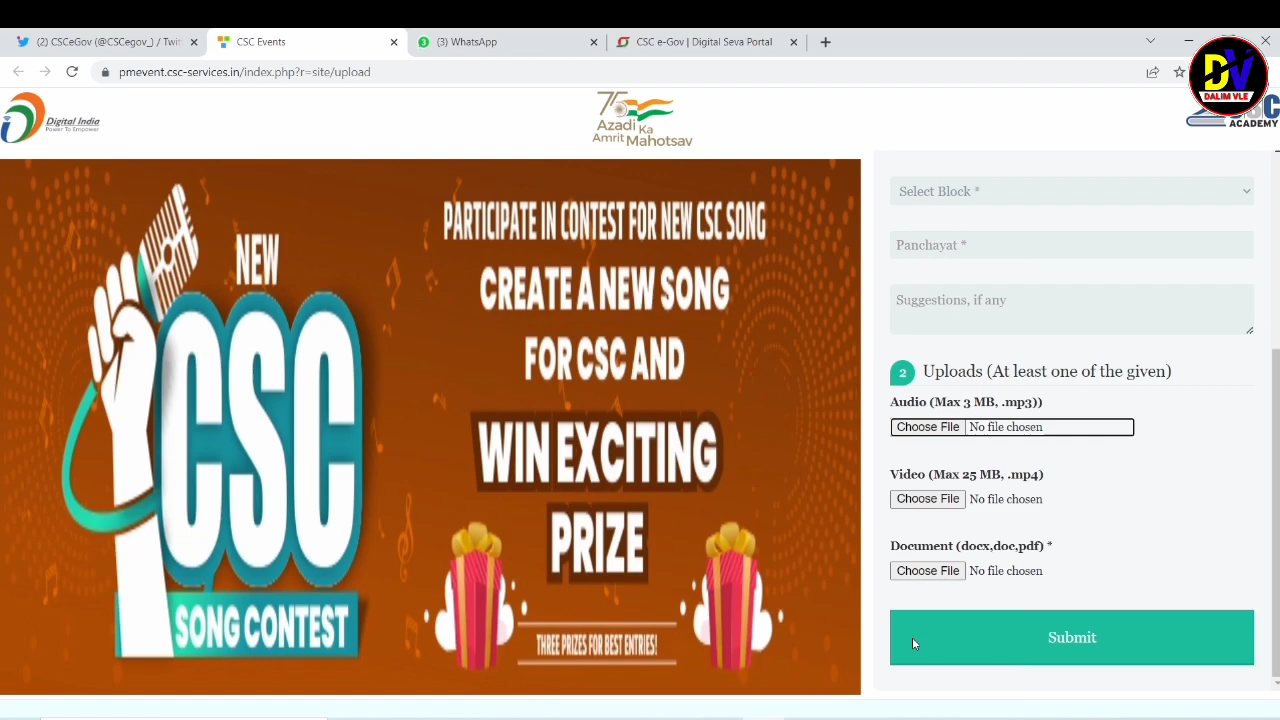 (2) CSCeGov (@CSCegov_) / Twit
CSC Events
(3) WhatsApp
CSC e-Gov | Digital Seva Portal
pmevent.csc-services.in/index.php?r=site/upload
DV
DALIM VLE
Digital India
Power To Empower
75
Azadi Ka
Amrit Mahotsav
ACADEMY
NEW
CSC
SONG CONTEST
PARTICIPATE IN CONTEST FOR NEW CSC SONG
CREATE A NEW SONG
FOR CSC AND
WIN EXCITING
PRIZE
THREE PRIZES FOR BEST ENTRIES!
Select Block *
Panchayat *
Suggestions, if any
2 Uploads (At least one of the given)
Audio (Max 3 MB, .mp3))
Choose File No file chosen
Video (Max 25 MB, .mp4)
Choose File No file chosen
Document (docx,doc,pdf) *
Choose File No file chosen
Submit